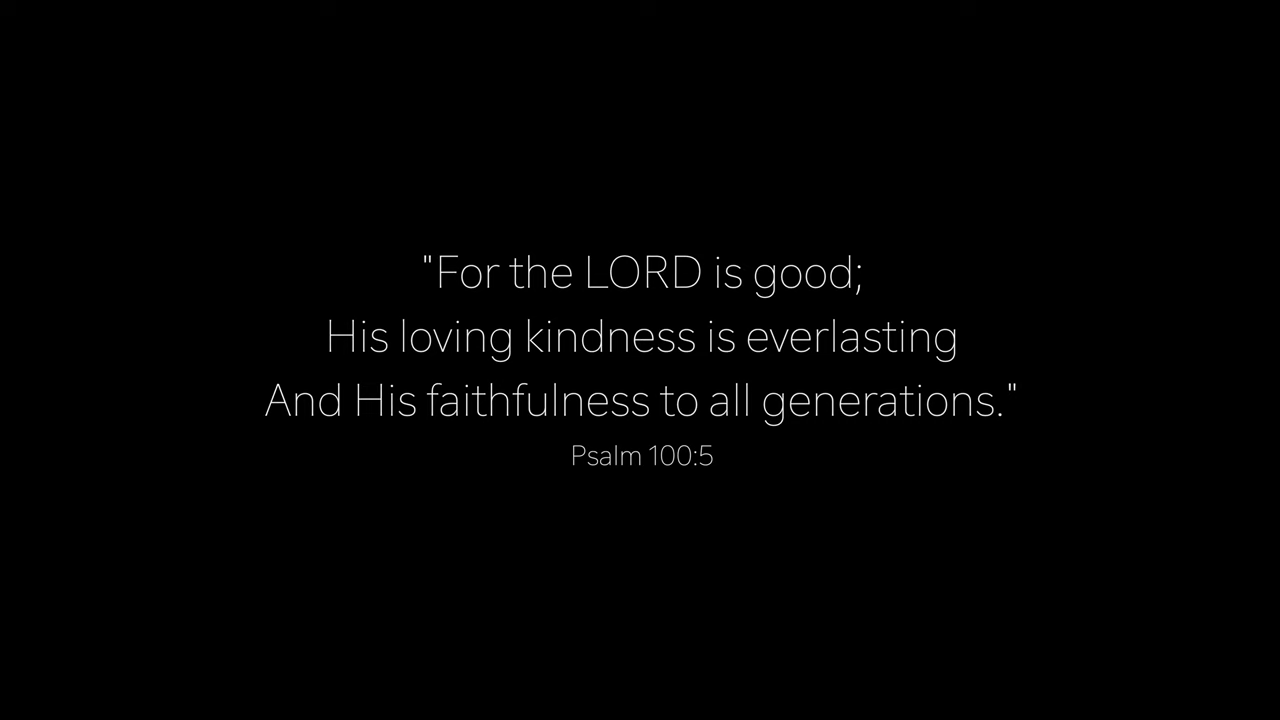 "For the LORD is good;
His loving kindness is everlasting
And His faithfulness to all generations."
Psalm 100:5